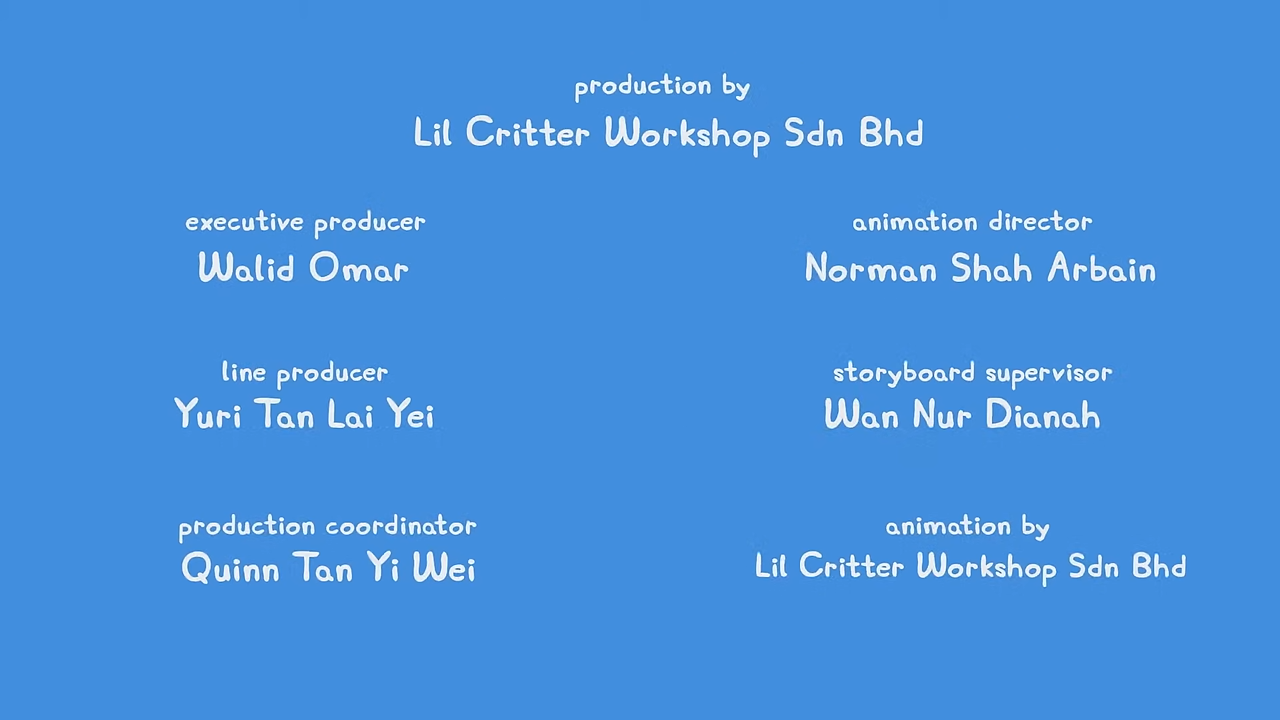 production by
Lil Critter Workshop Sdn Bhd
executive producer
Walid Omar
animation director
Norman Shah Arbain
line producer
Yuri Tan Lai Yei
storyboard supervisor
Wan Nur Dianah
production coordinator
Quinn Tan Yi Wei
animation by
Lil Critter Workshop Sdn Bhd